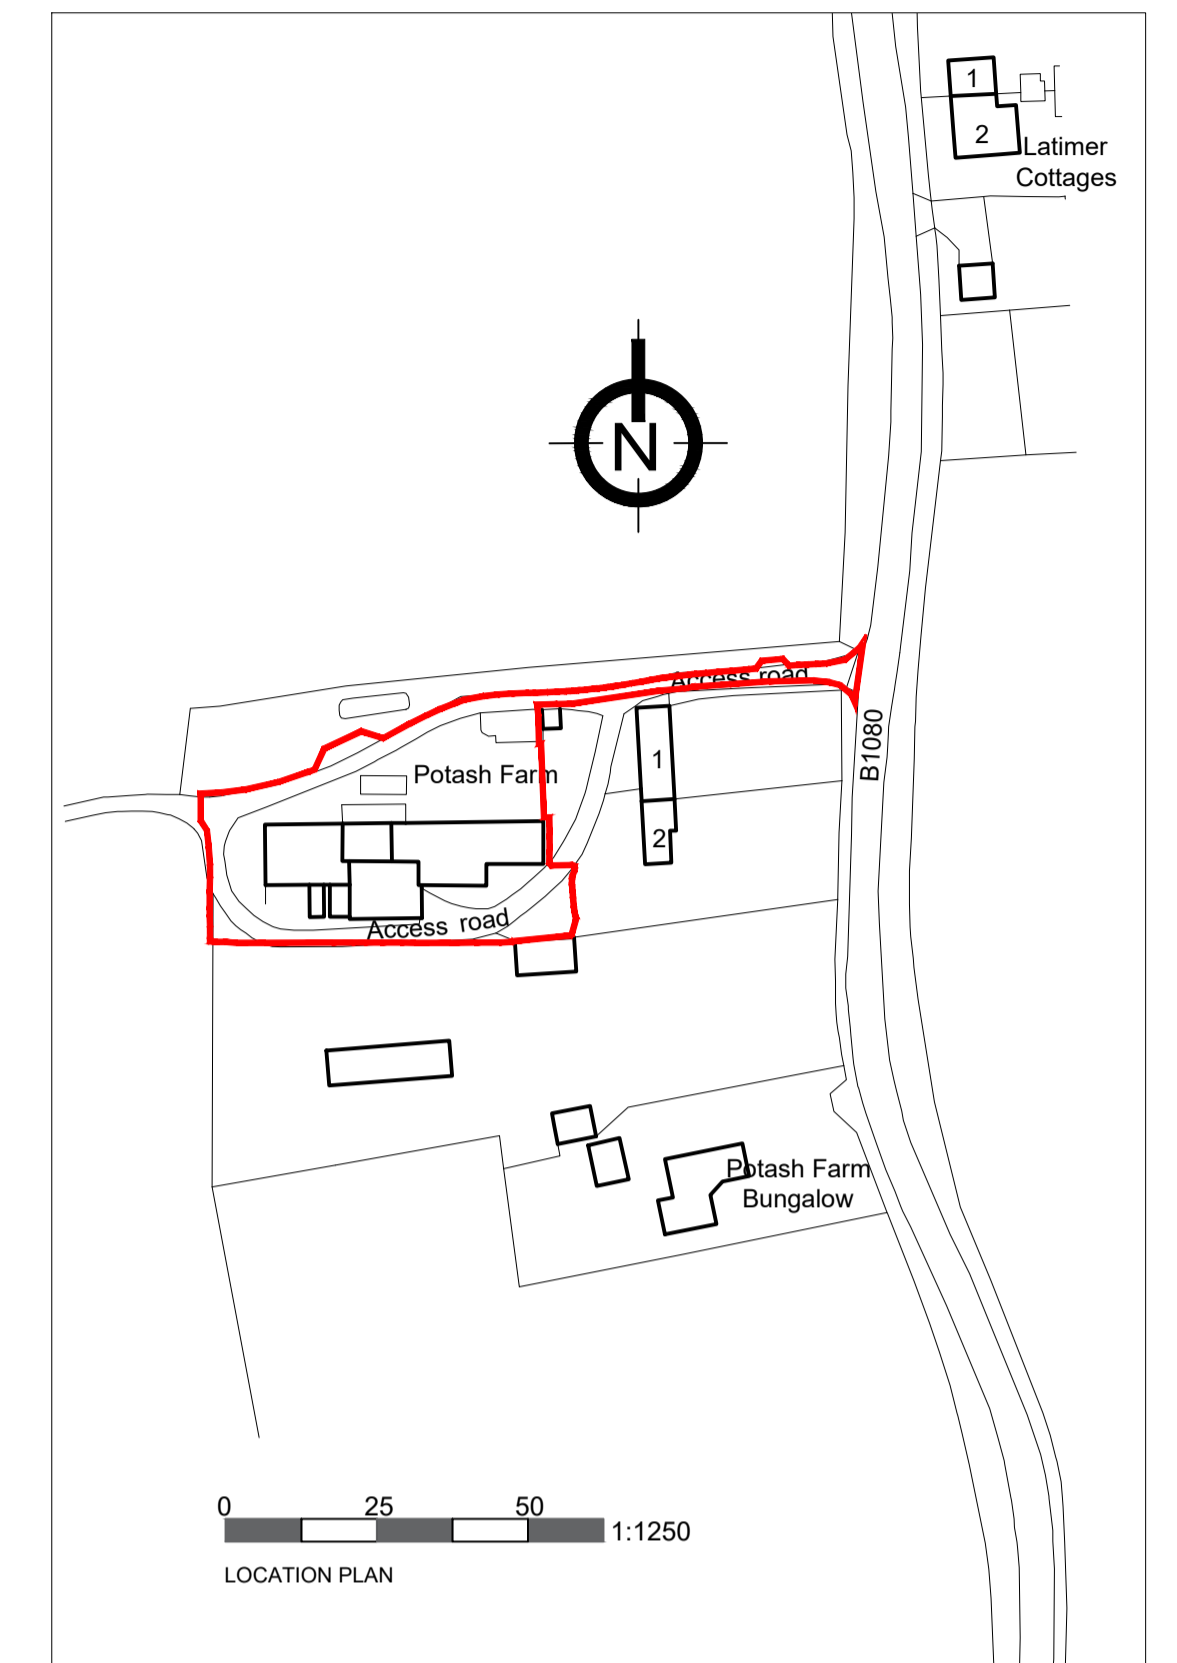 1
2
Latimer
Cottages
N
Access road
B1080
1
Potash Farm
2
Access road
Potash Farm
Bungalow
0 25 50
1:1250
LOCATION PLAN